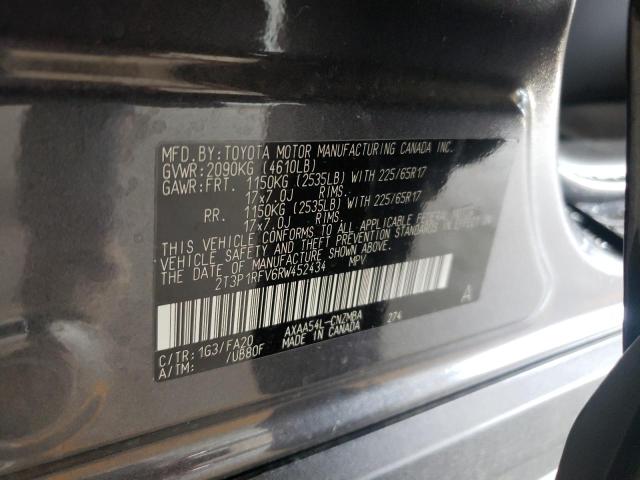 MFD.BY:TOYOTA MOTOR MANUFACTURING CANADA INC.
GVWR:2090KG (4610LB)
GAWR:FRT. 1150KG (2535LB) WITH 225/65R17
17x7.0J RIMS.
RR. 1150KG (2535LB) WITH 225/65R17
17x7.0J RIMS.
THIS VEHICLE CONFORMS TO ALL APPLICABLE FEDERAL MOTOR
VEHICLE SAFETY AND THEFT PREVENTION STANDARDS IN EFFECT ON
THE DATE OF MANUFACTURE SHOWN ABOVE.
2T3P1RFV6RW452434 MPV
A
C/TR:1G3/FA20 AXAA54L-CNZMBA 274
A/TM: /UB80F MADE IN CANADA